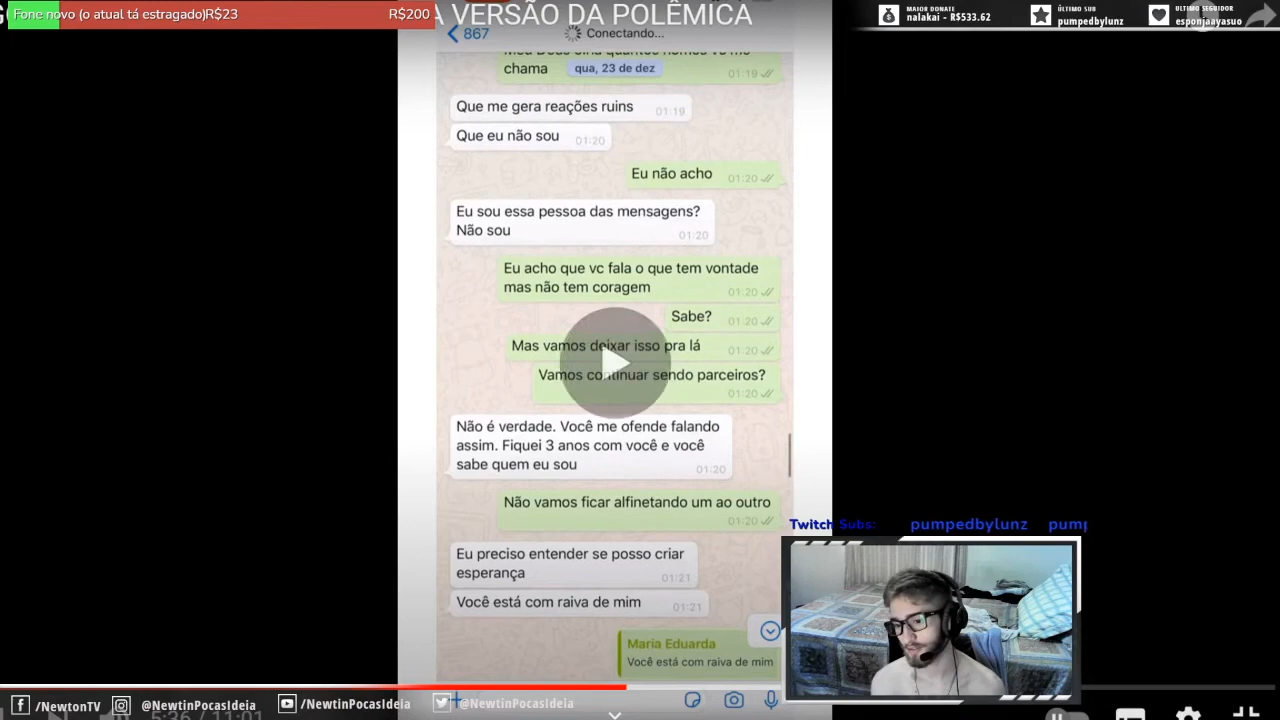 Fone novo (o atual tá estragado)R$23
R$200
A VERSÃO DA POLÊMICA
MAIOR DONATE
nalakai - R$533.62
ÚLTIMO SUB
pumpedbylunz
ÚLTIMO SEGUIDOR
esponjaayasuo
867
Conectando...
chama
01:19
qua, 23 de dez
Que me gera reações ruins
01:19
Que eu não sou
01:20
Eu não acho
01:20
Eu sou essa pessoa das mensagens?
Não sou
01:20
Eu acho que vc fala o que tem vontade
mas não tem coragem
01:20
Sabe?
01:20
Mas vamos deixar isso pra lá
01:20
Vamos continuar sendo parceiros?
01:20
Não é verdade. Você me ofende falando
assim. Fiquei 3 anos com você e você
sabe quem eu sou
01:20
Não vamos ficar alfinetando um ao outro
01:20
Eu preciso entender se posso criar
esperança
01:21
Você está com raiva de mim
01:21
Maria Eduarda
Você está com raiva de mim
Twitch Subs:
pumpedbylunz
pump
/NewtonTV
@NewtinPocasIdeia
/NewtinPocasIdeia
@NewtinPocasIdeia
5:36 / 11:01